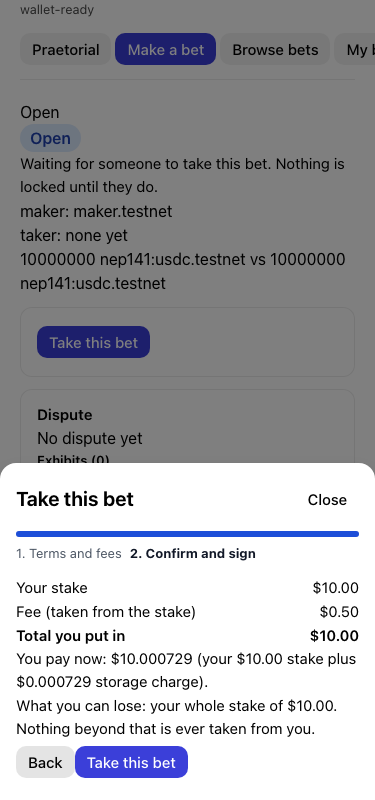 wallet-ready
Praetorial Make a bet Browse bets My
Open
Open
Waiting for someone to take this bet. Nothing is
locked until they do.
maker: maker.testnet
taker: none yet
10000000 nep141:usdc.testnet vs 10000000
nep141:usdc.testnet
Take this bet
Dispute
No dispute yet
Exhibits (0)
Take this bet Close
1. Terms and fees 2. Confirm and sign
Your stake $10.00
Fee (taken from the stake) $0.50
Total you put in $10.00
You pay now: $10.000729 (your $10.00 stake plus
$0.000729 storage charge).
What you can lose: your whole stake of $10.00.
Nothing beyond that is ever taken from you.
Back Take this bet